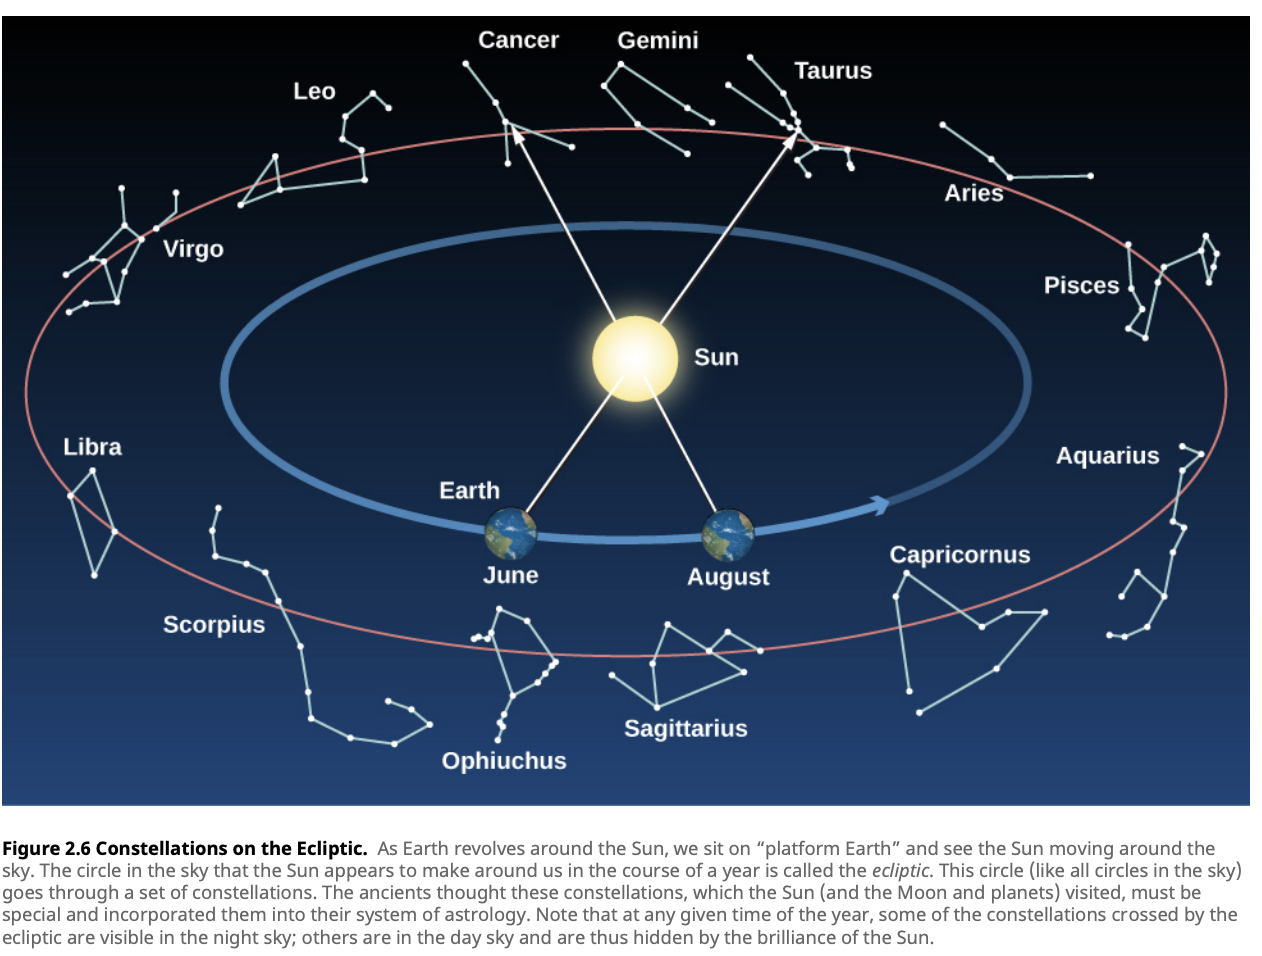 Cancer
Gemini
Taurus
Leo
Aries
Virgo
Pisces
Sun
Libra
Aquarius
Earth
Capricornus
June
August
Scorpius
Sagittarius
Ophiuchus
Figure 2.6 Constellations on the Ecliptic. As Earth revolves around the Sun, we sit on “platform Earth” and see the Sun moving around the
sky. The circle in the sky that the Sun appears to make around us in the course of a year is called the ecliptic. This circle (like all circles in the sky)
goes through a set of constellations. The ancients thought these constellations, which the Sun (and the Moon and planets) visited, must be
special and incorporated them into their system of astrology. Note that at any given time of the year, some of the constellations crossed by the
ecliptic are visible in the night sky; others are in the day sky and are thus hidden by the brilliance of the Sun.